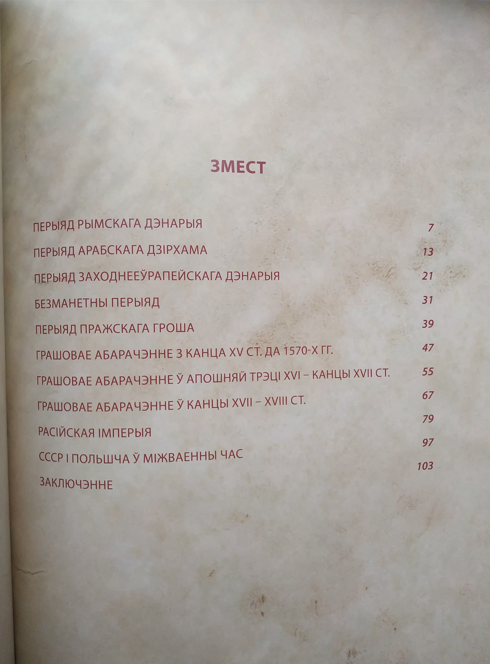 ЗМЕСТ
ПЕРЫЯД РЫМСКАГА ДЭНАРЫЯ 7
ПЕРЫЯД АРАБСКАГА ДЗІРХАМА 13
ПЕРЫЯД ЗАХОДНЕЕЎРАПЕЙСКАГА ДЭНАРЫЯ 21
БЕЗМАНЕТНЫ ПЕРЫЯД 31
ПЕРЫЯД ПРАЖСКАГА ГРОША 39
ГРАШОВАЕ АБАРАЧЭННЕ З КАНЦА XV СТ. ДА 1570-Х ГГ. 47
ГРАШОВАЕ АБАРАЧЭННЕ Ў АПОШНЯЙ ТРЭЦІ XVI – КАНЦЫ XVII СТ. 55
ГРАШОВАЕ АБАРАЧЭННЕ Ў КАНЦЫ XVII – XVIII СТ. 67
РАСІЙСКАЯ ІМПЕРЫЯ 79
СССР І ПОЛЬШЧА Ў МІЖВАЕННЫ ЧАС 97
ЗАКЛЮЧЭННЕ 103